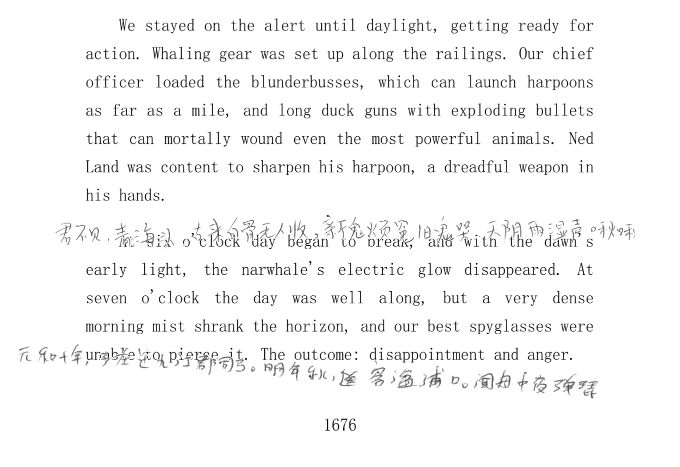 We stayed on the alert until daylight, getting ready for
action. Whaling gear was set up along the railings. Our chief
officer loaded the blunderbusses, which can launch harpoons
as far as a mile, and long duck guns with exploding bullets
that can mortally wound even the most powerful animals. Ned
Land was content to sharpen his harpoon, a dreadful weapon in
his hands.
君不见,青海头 古来白骨无人收,新鬼烦冤旧鬼哭 天阴雨湿声啾啾
At six o'clock day began to break, and with the dawn's
early light, the narwhale's electric glow disappeared. At
seven o'clock the day was well along, but a very dense
morning mist shrank the horizon, and our best spyglasses were
unable to pierce it. The outcome: disappointment and anger.
元和十年,予左迁九江郡司马。明年秋,送客湓浦口。闻舟中夜弹琵
1676